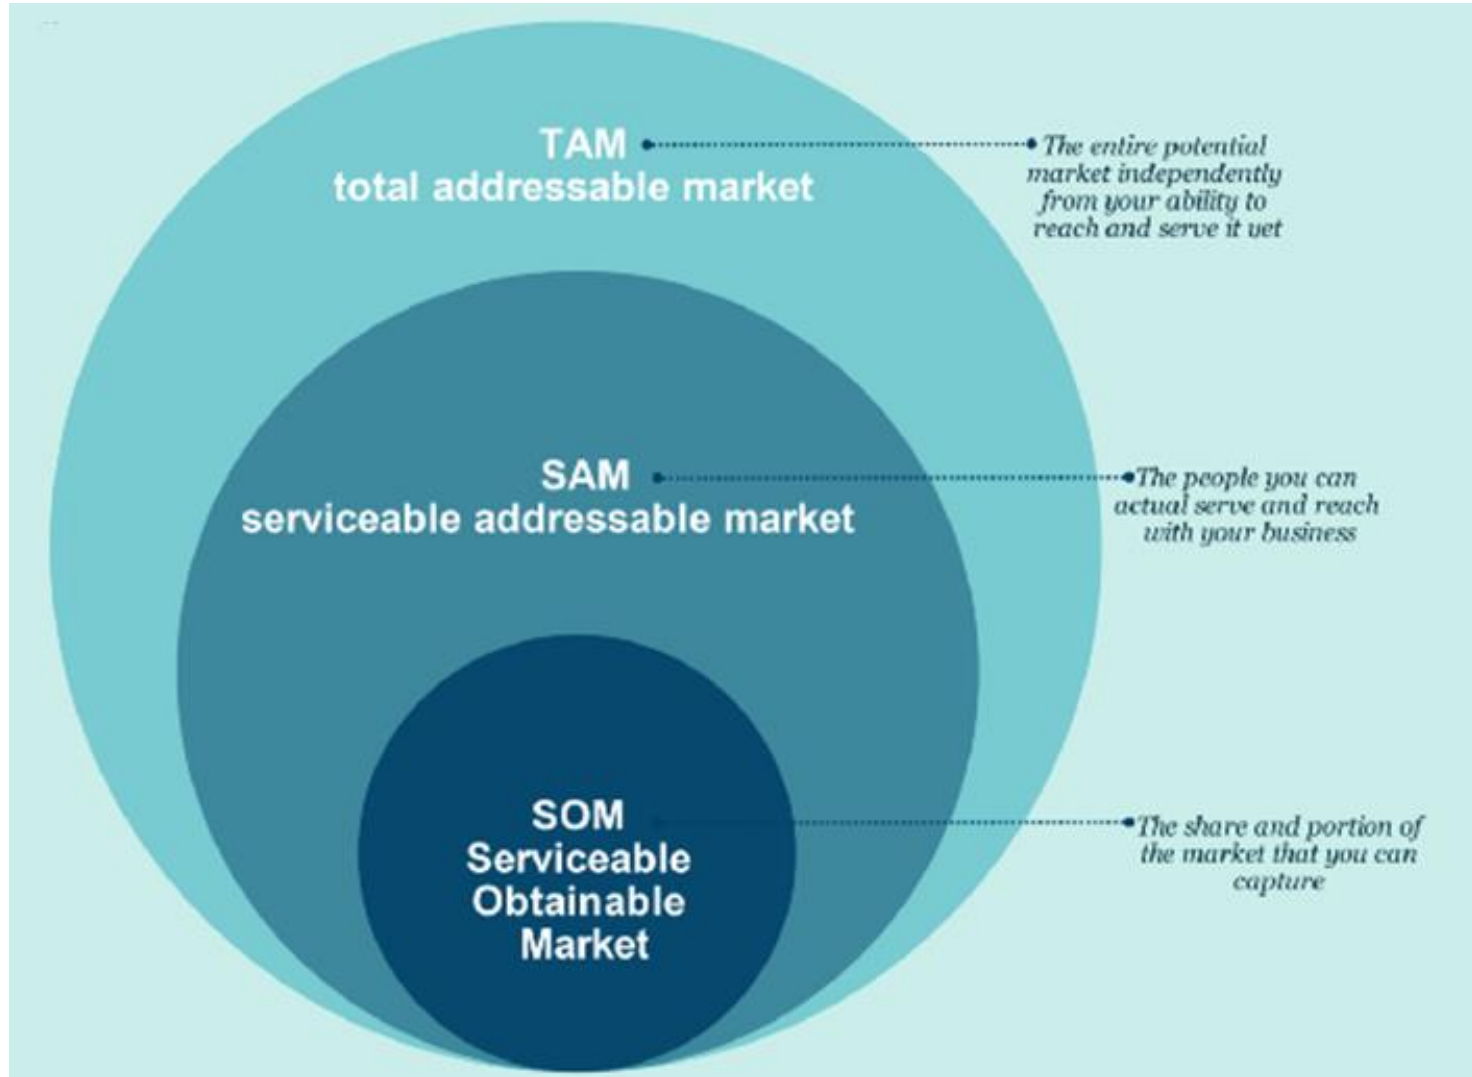 TAM
total addressable market
The entire potential
market independently
from your ability to
reach and serve it yet
SAM
serviceable addressable market
The people you can
actual serve and reach
with your business
SOM
Serviceable
Obtainable
Market
The share and portion of
the market that you can
capture